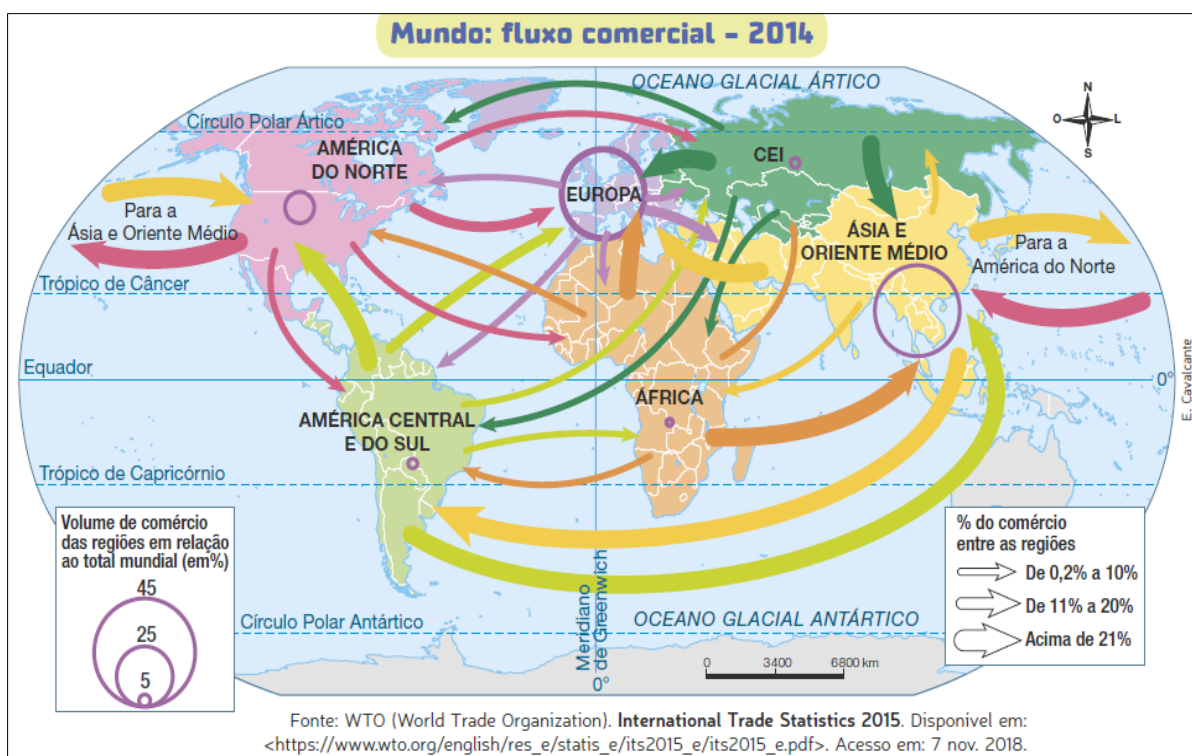 Mundo: fluxo comercial – 2014
OCEANO GLACIAL ÁRTICO
N
O
L
S
Círculo Polar Ártico
AMÉRICA
DO NORTE
CEI
EUROPA
Para a
Ásia e Oriente Médio
ÁSIA E
ORIENTE MÉDIO
Para a
América do Norte
Trópico de Câncer
Equador
0°
E. Cavalcante
AMÉRICA CENTRAL
E DO SUL
ÁFRICA
Trópico de Capricórnio
Volume de comércio
das regiões em relação
ao total mundial (em%)
45
25
5
% do comércio
entre as regiões
De 0,2% a 10%
De 11% a 20%
Acima de 21%
Círculo Polar Antártico
Meridiano
de Greenwich
0°
OCEANO GLACIAL ANTÁRTICO
0 3400 6800 km
Fonte: WTO (World Trade Organization). International Trade Statistics 2015. Disponivel em:
<https://www.wto.org/english/res_e/statis_e/its2015_e/its2015_e.pdf>. Acesso em: 7 nov. 2018.